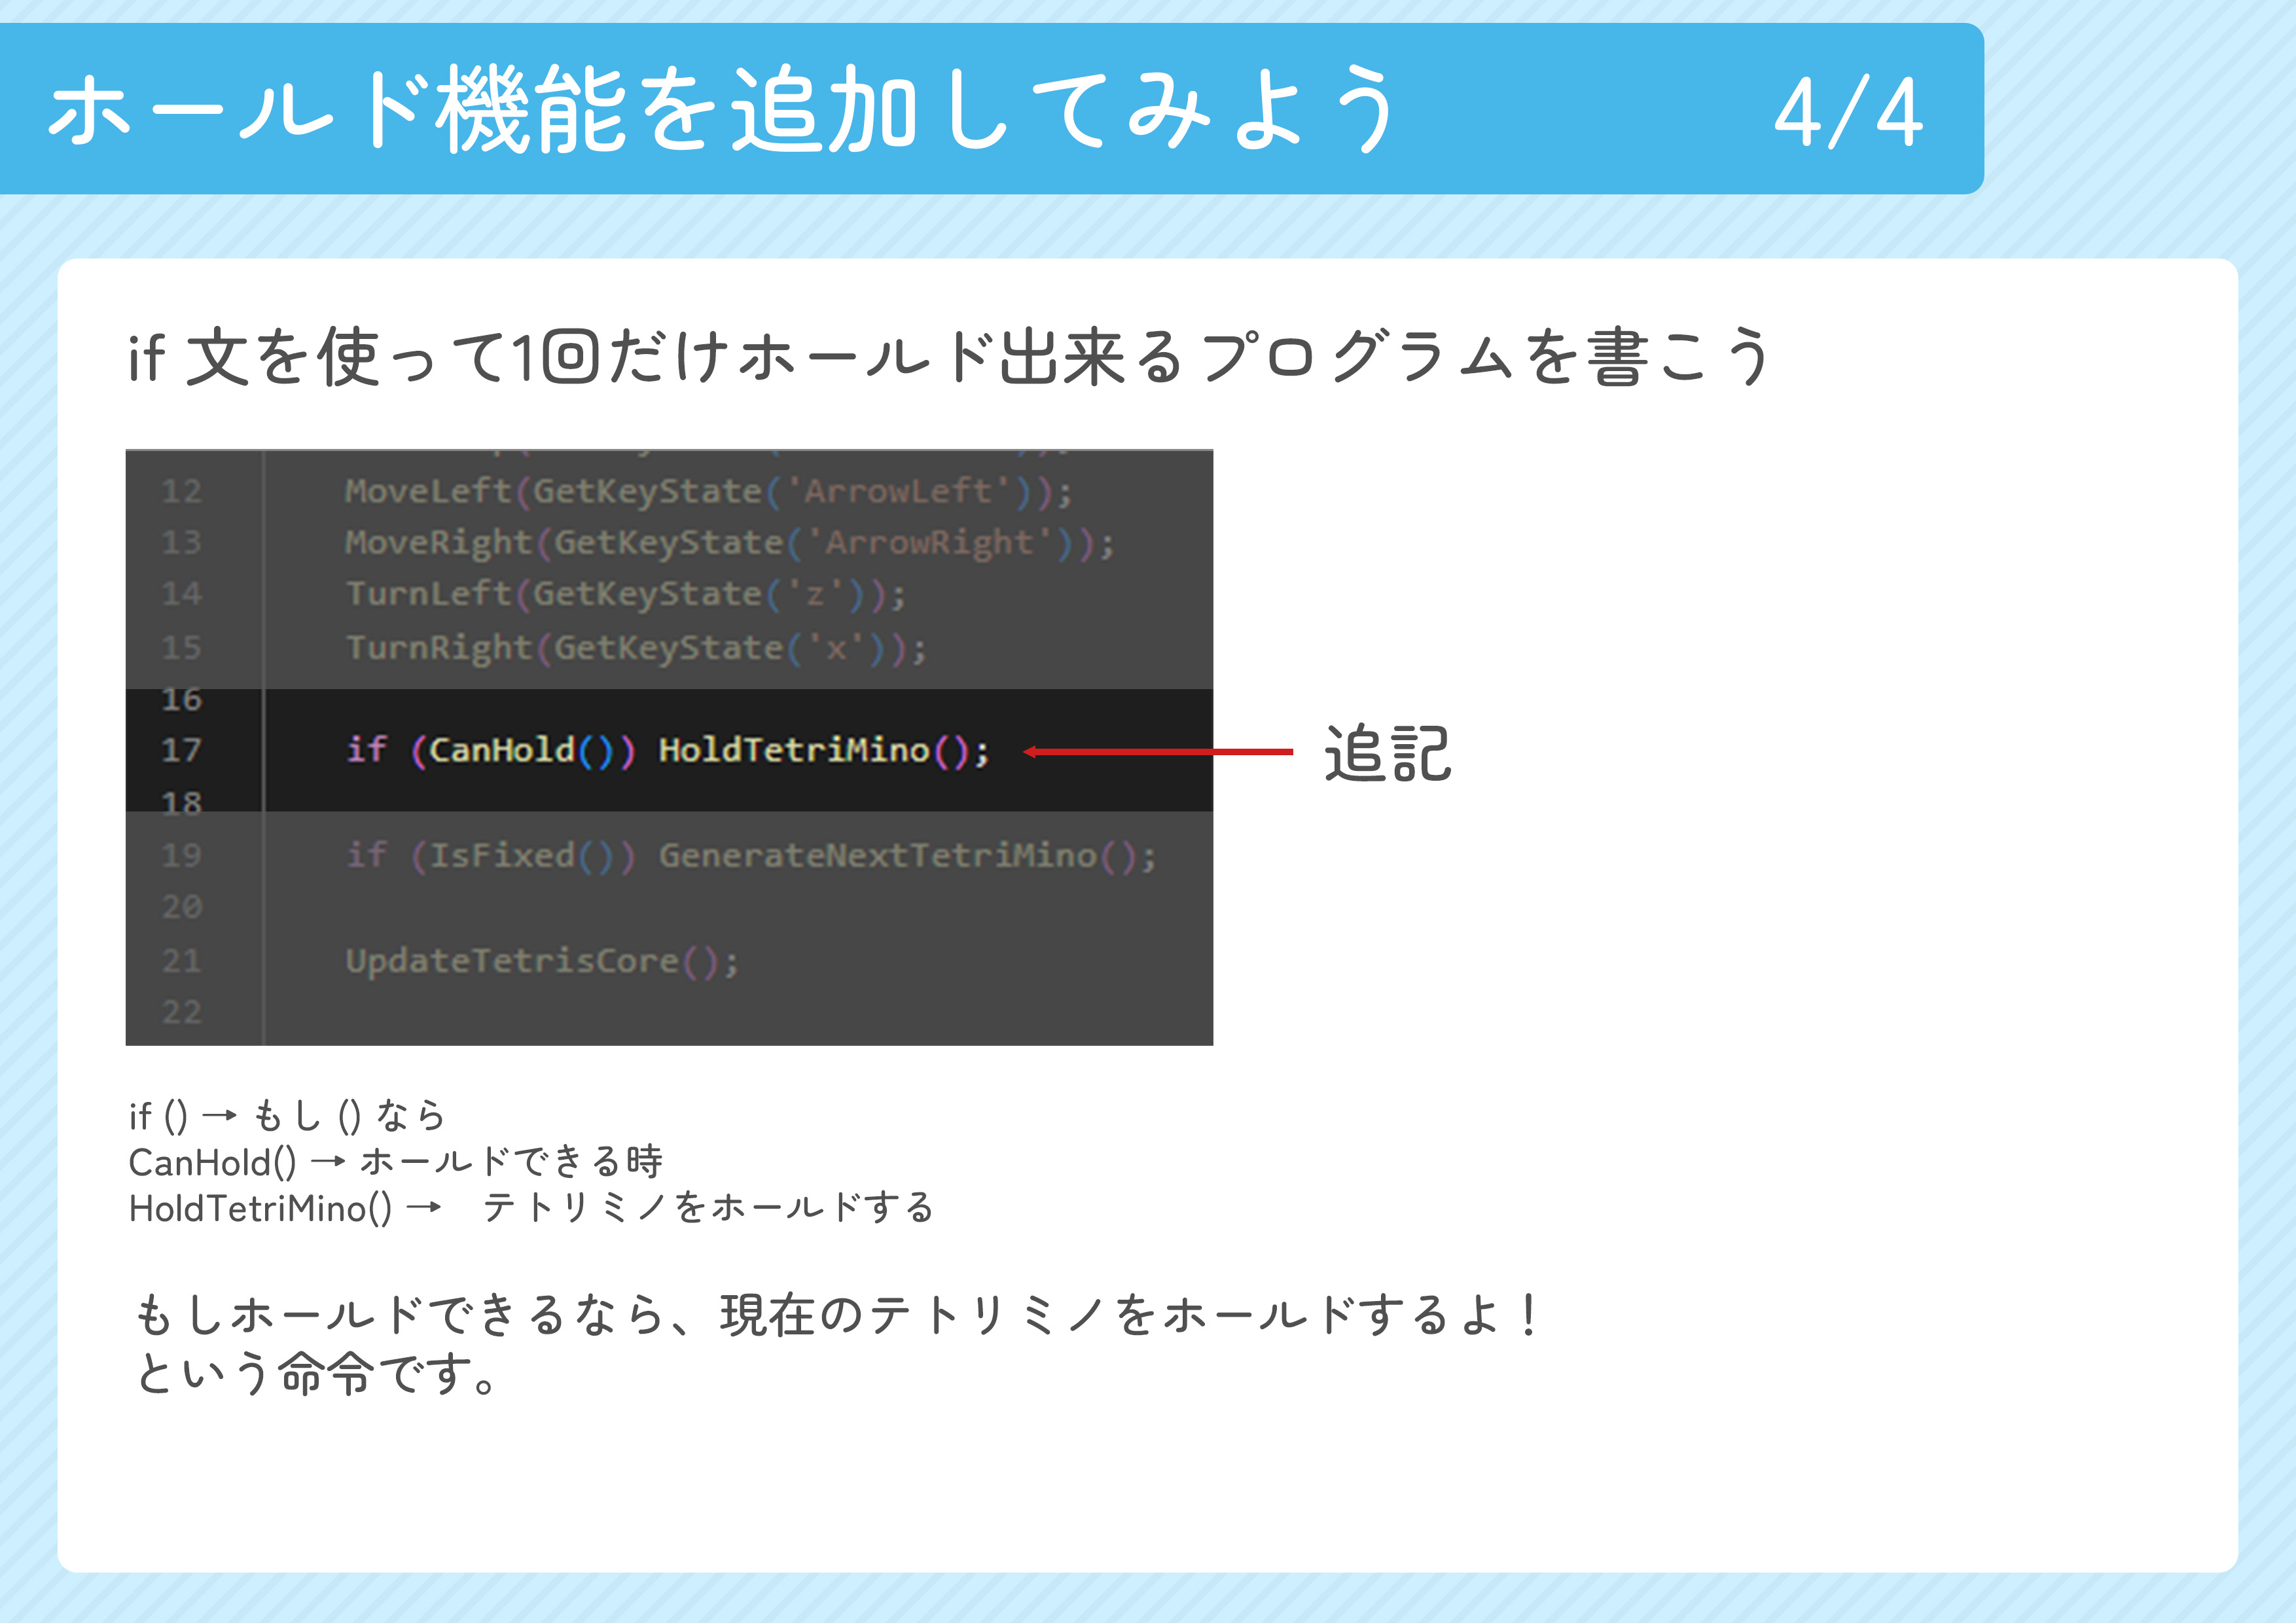 ホールド機能を追加してみよう 4/4
if 文を使って1回だけホールド出来るプログラムを書こう
12 MoveLeft(GetKeyState('ArrowLeft'));
13 MoveRight(GetKeyState('ArrowRight'));
14 TurnLeft(GetKeyState('z'));
15 TurnRight(GetKeyState('x'));
16
17 if (CanHold()) HoldTetriMino(); 追記
18
19 if (IsFixed()) GenerateNextTetriMino();
20
21 UpdateTetrisCore();
22
if () → もし () なら
CanHold() → ホールドできる時
HoldTetriMino() →　テトリミノをホールドする
もしホールドできるなら、現在のテトリミノをホールドするよ！
という命令です。